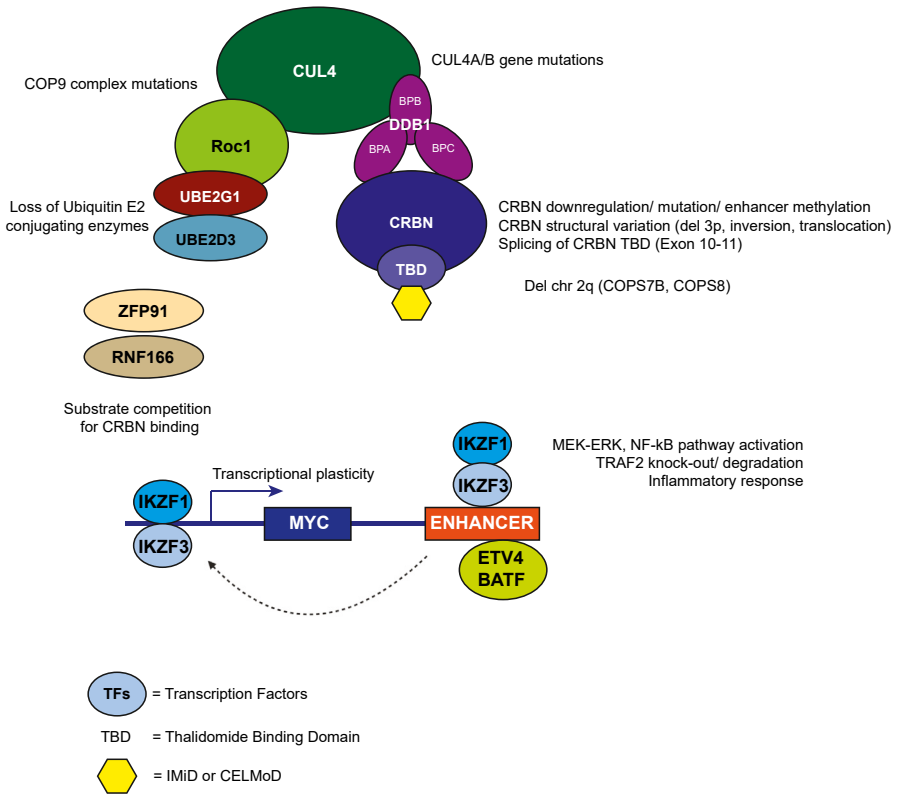 CUL4
CUL4A/B gene mutations
COP9 complex mutations
BPB
DDB1
BPA
BPC
Roc1
UBE2G1
Loss of Ubiquitin E2
conjugating enzymes
UBE2D3
CRBN
CRBN downregulation/ mutation/ enhancer methylation
CRBN structural variation (del 3p, inversion, translocation)
Splicing of CRBN TBD (Exon 10-11)
TBD
Del chr 2q (COPS7B, COPS8)
ZFP91
RNF166
Substrate competition
for CRBN binding
IKZF1
IKZF3
MEK-ERK, NF-kB pathway activation
TRAF2 knock-out/ degradation
Inflammatory response
Transcriptional plasticity
IKZF1
IKZF3
MYC
ENHANCER
ETV4
BATF
TFs = Transcription Factors
TBD = Thalidomide Binding Domain
= IMiD or CELMoD